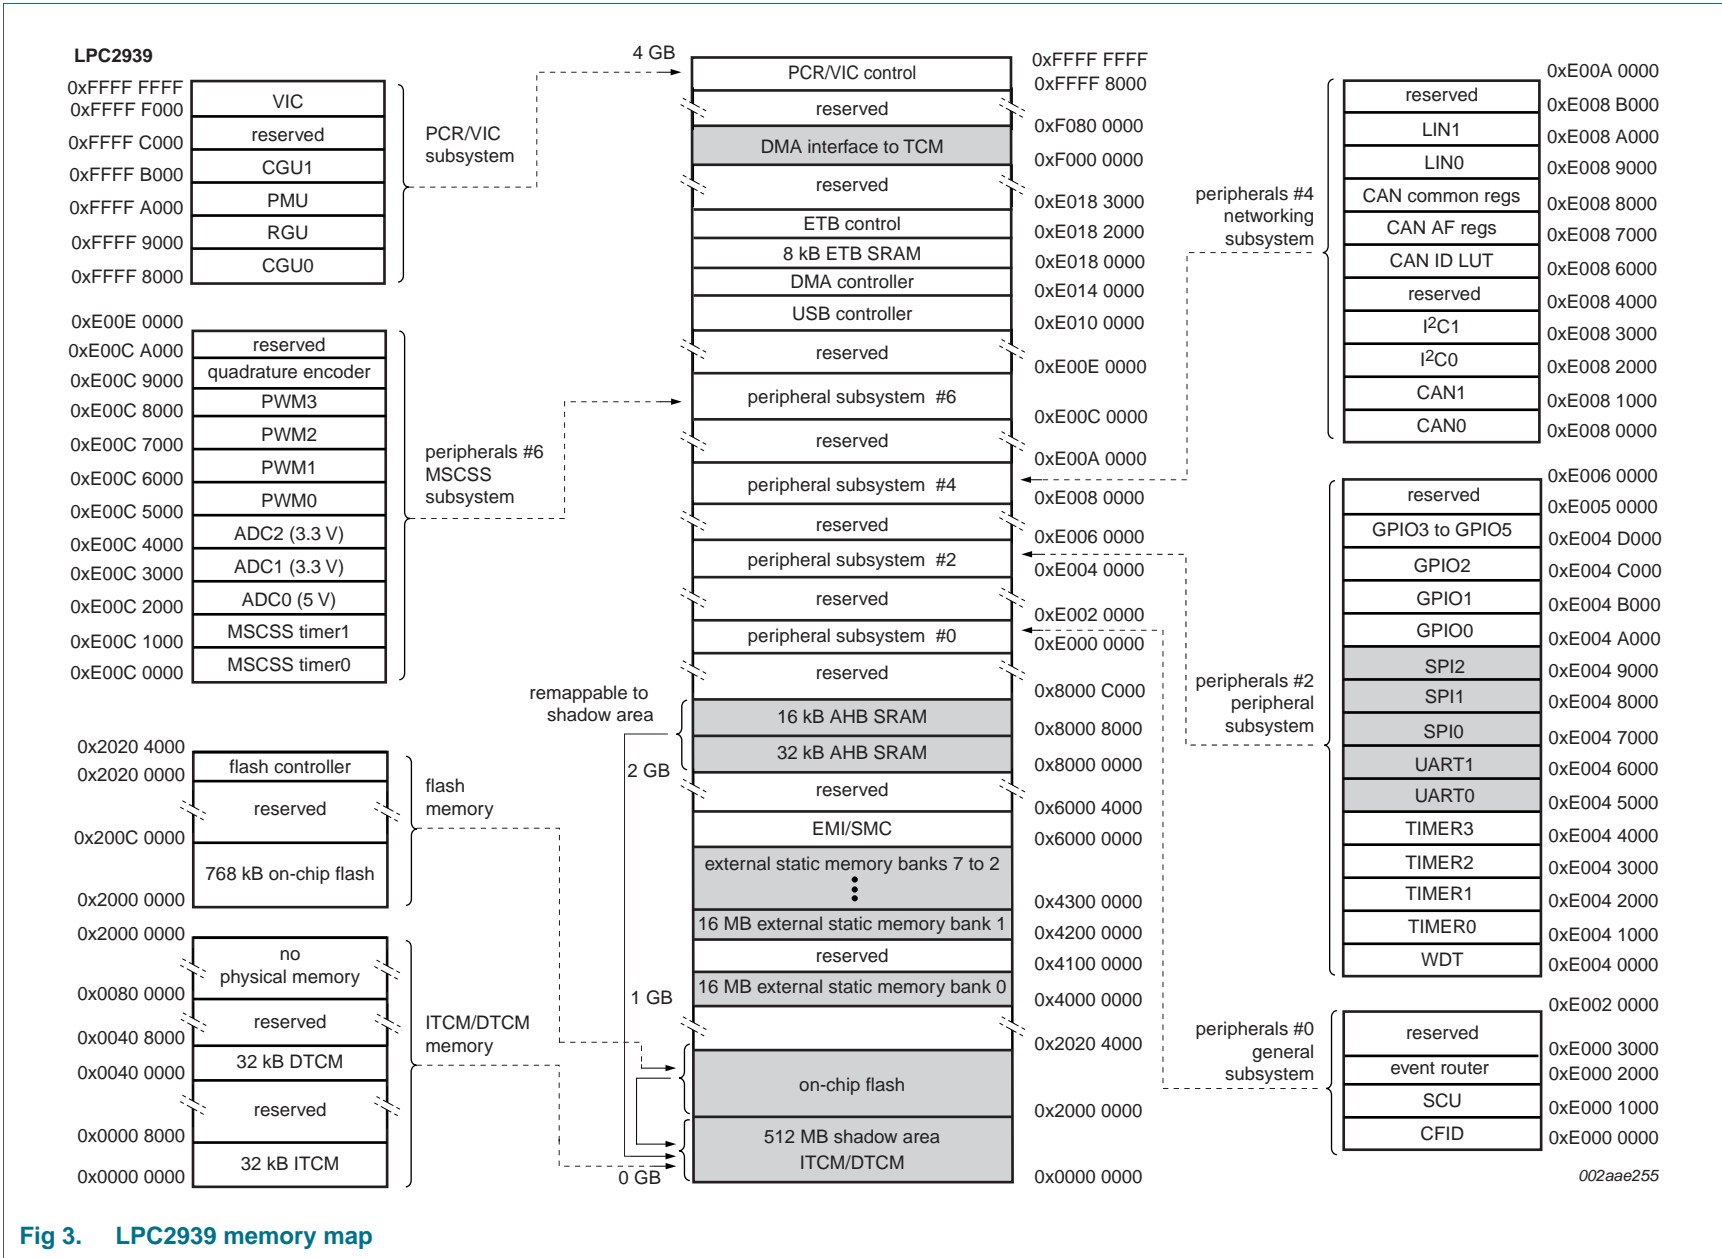 LPC2939
0xFFFF FFFF
VIC
0xFFFF F000
reserved
0xFFFF C000
CGU1
0xFFFF B000
PMU
0xFFFF A000
RGU
0xFFFF 9000
CGU0
0xFFFF 8000
PCR/VIC
subsystem
0xE00E 0000
reserved
0xE00C A000
quadrature encoder
0xE00C 9000
PWM3
0xE00C 8000
PWM2
0xE00C 7000
PWM1
0xE00C 6000
PWM0
0xE00C 5000
ADC2 (3.3 V)
0xE00C 4000
ADC1 (3.3 V)
0xE00C 3000
ADC0 (5 V)
0xE00C 2000
MSCSS timer1
0xE00C 1000
MSCSS timer0
0xE00C 0000
peripherals #6
MSCSS
subsystem
0x2020 4000
flash controller
0x2020 0000
reserved
0x200C 0000
768 kB on-chip flash
0x2000 0000
flash
memory
0x2000 0000
no
physical memory
0x0080 0000
reserved
0x0040 8000
32 kB DTCM
0x0040 0000
reserved
0x0000 8000
32 kB ITCM
0x0000 0000
ITCM/DTCM
memory
4 GB
0xFFFF FFFF
PCR/VIC control
0xFFFF 8000
reserved
0xF080 0000
DMA interface to TCM
0xF000 0000
reserved
0xE018 3000
ETB control
0xE018 2000
8 kB ETB SRAM
0xE018 0000
DMA controller
0xE014 0000
USB controller
0xE010 0000
reserved
0xE00E 0000
peripheral subsystem #6
0xE00C 0000
reserved
0xE00A 0000
peripheral subsystem #4
0xE008 0000
reserved
0xE006 0000
peripheral subsystem #2
0xE004 0000
reserved
0xE002 0000
peripheral subsystem #0
0xE000 0000
reserved
0x8000 C000
remappable to
shadow area
16 kB AHB SRAM
0x8000 8000
32 kB AHB SRAM
0x8000 0000
2 GB
reserved
0x6000 4000
EMI/SMC
0x6000 0000
external static memory banks 7 to 2
0x4300 0000
16 MB external static memory bank 1
0x4200 0000
reserved
0x4100 0000
16 MB external static memory bank 0
0x4000 0000
1 GB
0x2020 4000
on-chip flash
0x2000 0000
512 MB shadow area
ITCM/DTCM
0x0000 0000
0 GB
0xE00A 0000
reserved
0xE008 B000
LIN1
0xE008 A000
LIN0
0xE008 9000
CAN common regs
0xE008 8000
CAN AF regs
0xE008 7000
CAN ID LUT
0xE008 6000
reserved
0xE008 4000
I2C1
0xE008 3000
I2C0
0xE008 2000
CAN1
0xE008 1000
CAN0
0xE008 0000
peripherals #4
networking
subsystem
0xE006 0000
reserved
0xE005 0000
GPIO3 to GPIO5
0xE004 D000
GPIO2
0xE004 C000
GPIO1
0xE004 B000
GPIO0
0xE004 A000
SPI2
0xE004 9000
SPI1
0xE004 8000
SPI0
0xE004 7000
UART1
0xE004 6000
UART0
0xE004 5000
TIMER3
0xE004 4000
TIMER2
0xE004 3000
TIMER1
0xE004 2000
TIMER0
0xE004 1000
WDT
0xE004 0000
peripherals #2
peripheral
subsystem
0xE002 0000
reserved
0xE000 3000
event router
0xE000 2000
SCU
0xE000 1000
CFID
0xE000 0000
peripherals #0
general
subsystem
002aae255
Fig 3. LPC2939 memory map